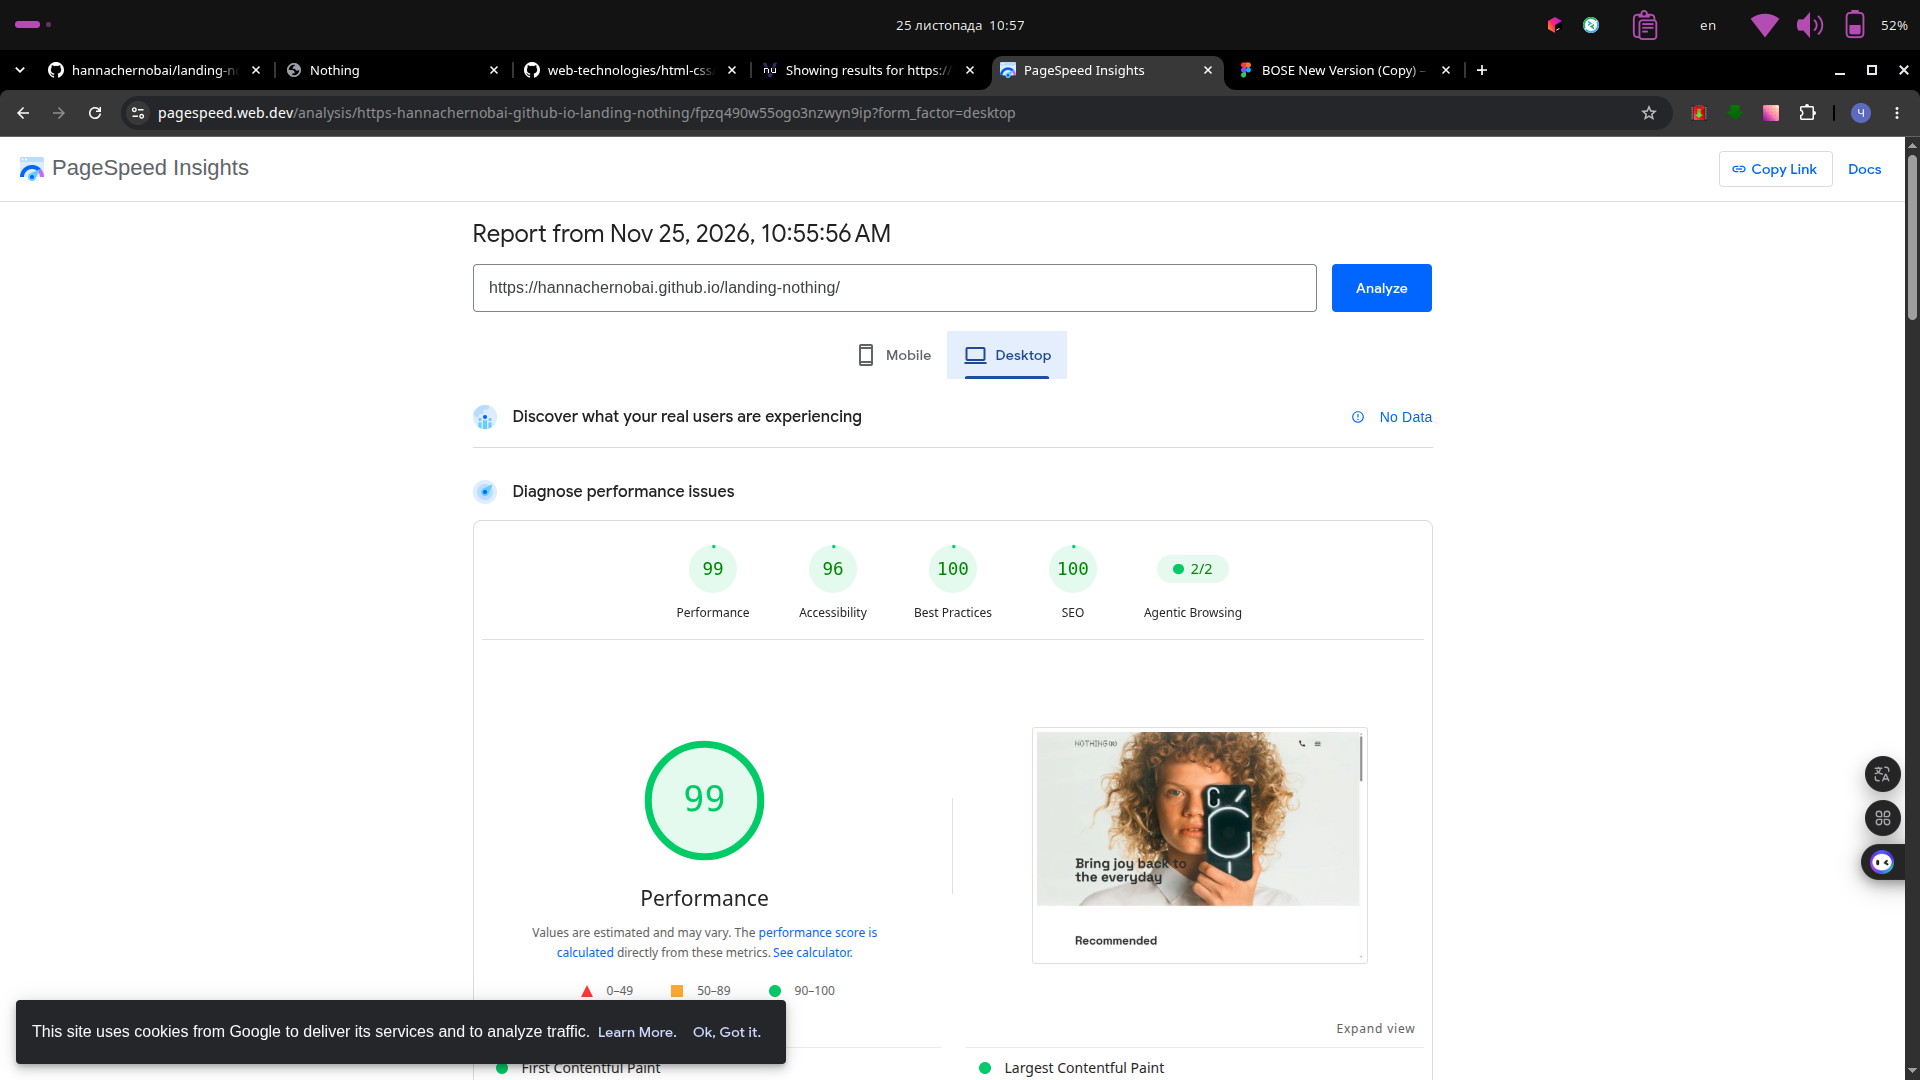 25 листопада 10:57
en
52%
hannachernobai/landing-n
Nothing
web-technologies/html-css
Showing results for https://
PageSpeed Insights
BOSE New Version (Copy) –
pagespeed.web.dev/analysis/https-hannachernobai-github-io-landing-nothing/fpzq490w55ogo3nzwyn9ip?form_factor=desktop
Ч
PageSpeed Insights
Copy Link
Docs
Report from Nov 25, 2026, 10:55:56 AM
https://hannachernobai.github.io/landing-nothing/
Analyze
Mobile
Desktop
Discover what your real users are experiencing
No Data
Diagnose performance issues
99
96
100
100
2/2
Performance
Accessibility
Best Practices
SEO
Agentic Browsing
99
NOTHING(R)
Bring joy back to
the everyday
Recommended
Performance
Values are estimated and may vary. The performance score is
calculated directly from these metrics. See calculator.
0–49
50–89
90–100
This site uses cookies from Google to deliver its services and to analyze traffic. Learn More. Ok, Got it.
Expand view
First Contentful Paint
Largest Contentful Paint